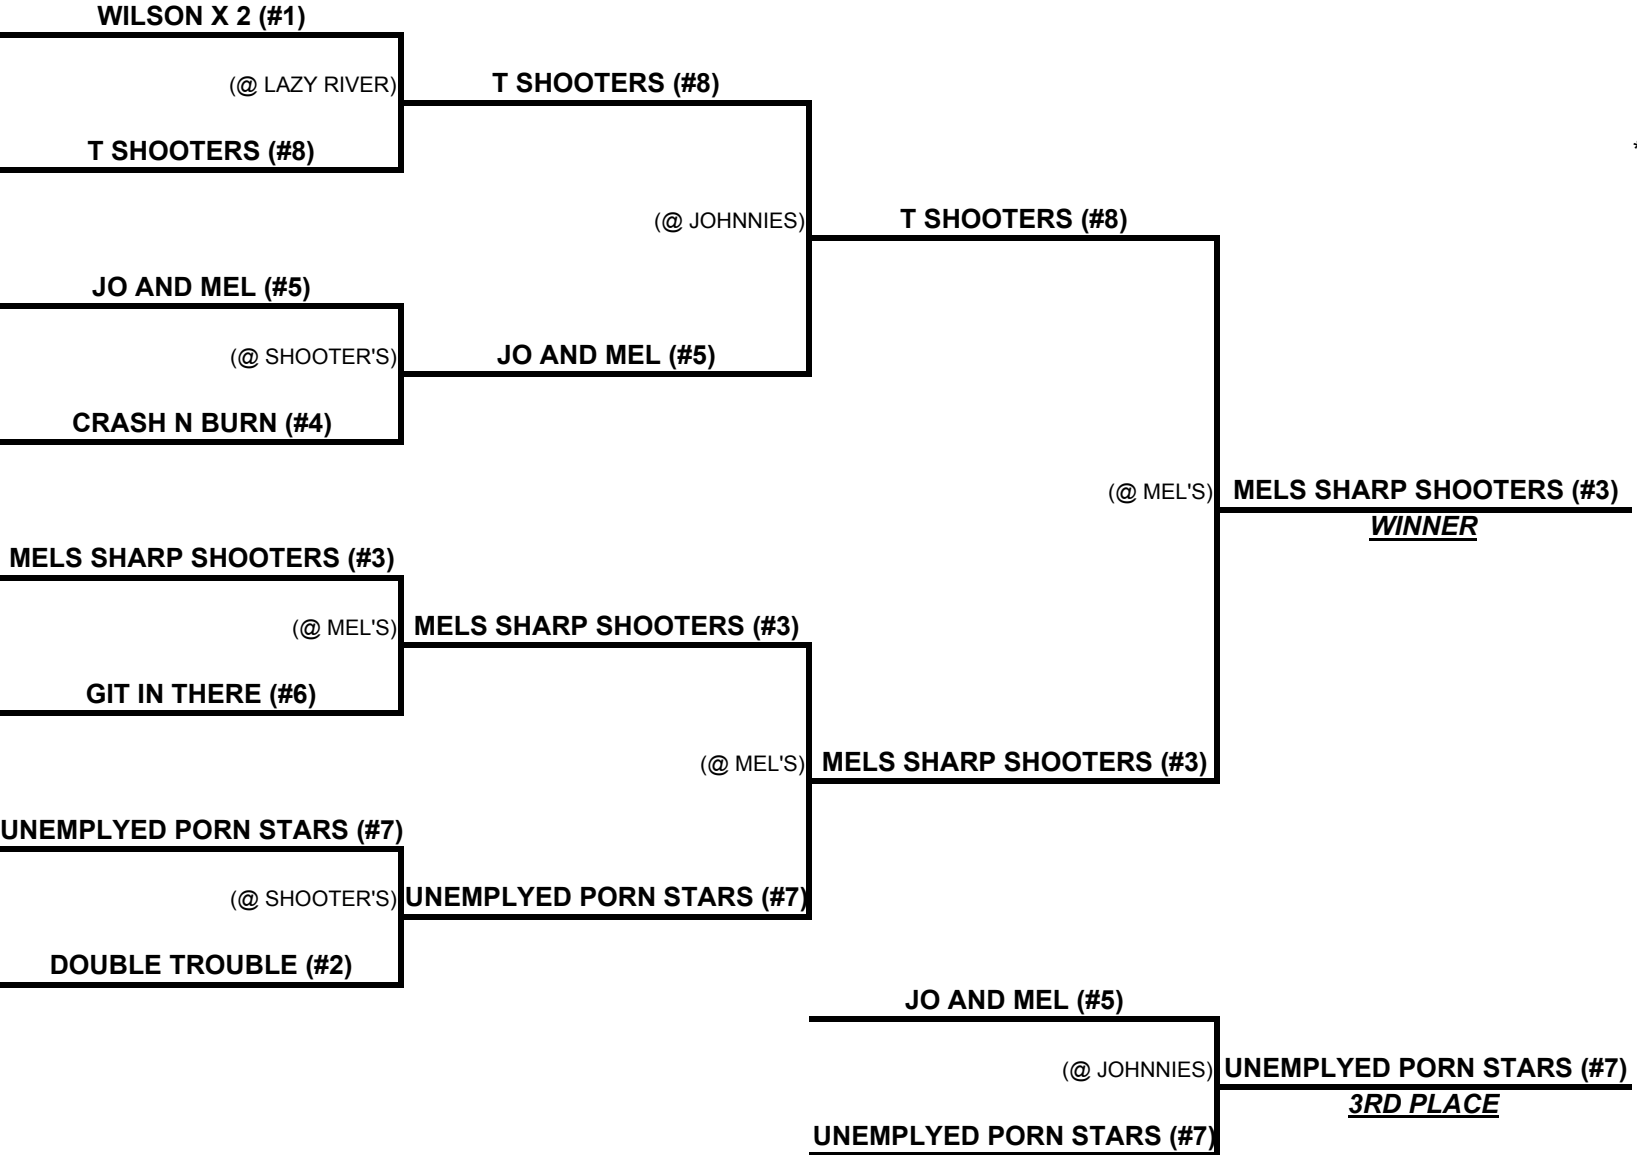 WILSON X 2 (#1)
(@ LAZY RIVER)
T SHOOTERS (#8)
T SHOOTERS (#8)
*
(@ JOHNNIES)
T SHOOTERS (#8)
JO AND MEL (#5)
(@ SHOOTER'S)
JO AND MEL (#5)
CRASH N BURN (#4)
(@ MEL'S)
MELS SHARP SHOOTERS (#3)
WINNER
MELS SHARP SHOOTERS (#3)
(@ MEL'S)
MELS SHARP SHOOTERS (#3)
GIT IN THERE (#6)
(@ MEL'S)
MELS SHARP SHOOTERS (#3)
UNEMPLYED PORN STARS (#7)
(@ SHOOTER'S)
UNEMPLYED PORN STARS (#7)
DOUBLE TROUBLE (#2)
JO AND MEL (#5)
(@ JOHNNIES)
UNEMPLYED PORN STARS (#7)
3RD PLACE
UNEMPLYED PORN STARS (#7)